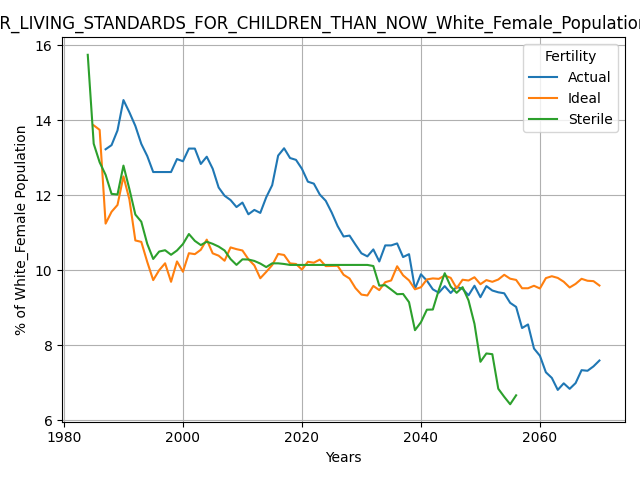 R_LIVING_STANDARDS_FOR_CHILDREN_THAN_NOW_White_Female_Population
Fertility
Actual
Ideal
Sterile
% of White_Female Population
16
14
12
10
8
6
1980
2000
2020
2040
2060
Years